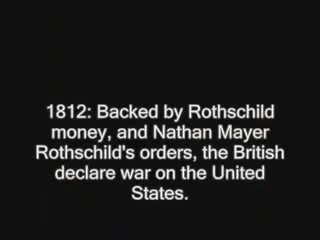 1812: Backed by Rothschild
money, and Nathan Mayer
Rothschild's orders, the British
declare war on the United
States.